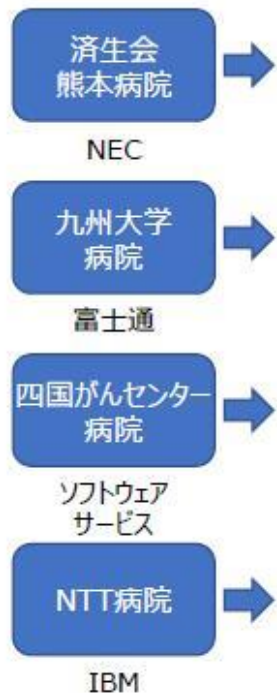 済生会
熊本病院
NEC
九州大学
病院
富士通
四国がんセンター
病院
ソフトウェア
サービス
NTT病院
IBM